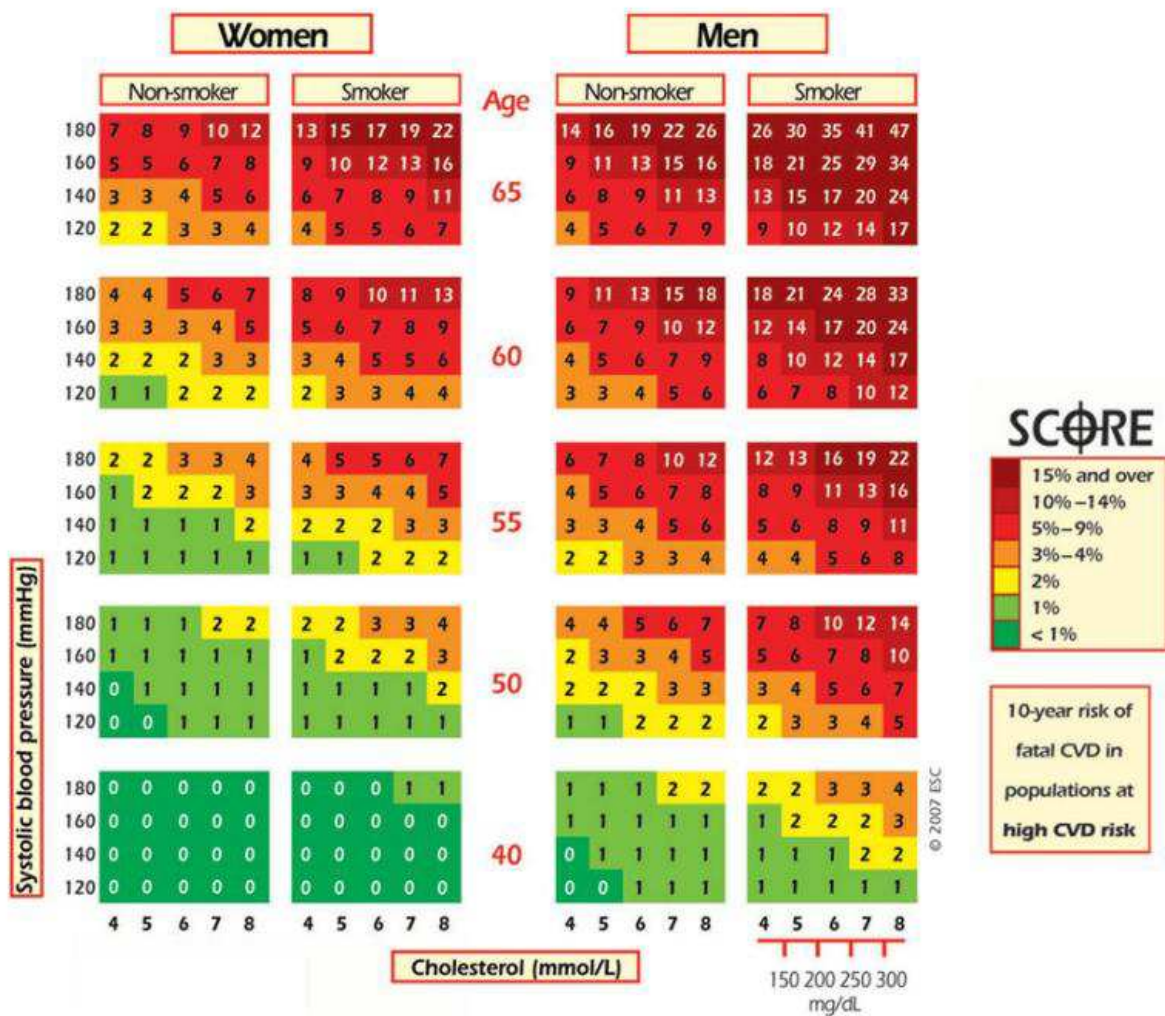 Women Men
Non-smoker Smoker Age Non-smoker Smoker
180 7 8 9 10 12 13 15 17 19 22 14 16 19 22 26 26 30 35 41 47
160 5 5 6 7 8 9 10 12 13 16 9 11 13 15 16 18 21 25 29 34
65
140 3 3 4 5 6 6 7 8 9 11 6 8 9 11 13 13 15 17 20 24
120 2 2 3 3 4 4 5 5 6 7 4 5 6 7 9 9 10 12 14 17
180 4 4 5 6 7 8 9 10 11 13 9 11 13 15 18 18 21 24 28 33
160 3 3 3 4 5 5 6 7 8 9 6 7 9 10 12 12 14 17 20 24
60
140 2 2 2 3 3 3 4 5 5 6 4 5 6 7 9 8 10 12 14 17
120 1 1 2 2 2 2 3 3 4 4 3 3 4 5 6 6 7 8 10 12
180 2 2 3 3 4 4 5 5 6 7 6 7 8 10 12 12 13 16 19 22
160 1 2 2 2 3 3 3 4 4 5 4 5 6 7 8 8 9 11 13 16
55
140 1 1 1 1 2 2 2 2 3 3 3 3 4 5 6 5 6 8 9 11
120 1 1 1 1 1 1 1 2 2 2 2 2 3 3 4 4 4 5 6 8
180 1 1 1 2 2 2 2 3 3 4 4 4 5 6 7 7 8 10 12 14
160 1 1 1 1 1 1 2 2 2 3 2 3 3 4 5 5 6 7 8 10
50
140 0 1 1 1 1 1 1 1 1 2 2 2 2 3 3 3 4 5 6 7
120 0 0 1 1 1 1 1 1 1 1 1 1 2 2 2 2 3 3 4 5
180 0 0 0 0 0 0 0 0 1 1 1 1 1 2 2 2 2 3 3 4
160 0 0 0 0 0 0 0 0 0 0 1 1 1 1 1 1 2 2 2 3
40
140 0 0 0 0 0 0 0 0 0 0 0 1 1 1 1 1 1 1 2 2
120 0 0 0 0 0 0 0 0 0 0 0 0 1 1 1 1 1 1 1 1
4 5 6 7 8 4 5 6 7 8 4 5 6 7 8 4 5 6 7 8
Systolic blood pressure (mmHg)
Cholesterol (mmol/L)
150 200 250 300
mg/dL
© 2007 ESC
SCORE
15% and over
10%–14%
5%–9%
3%–4%
2%
1%
< 1%
10-year risk of
fatal CVD in
populations at
high CVD risk